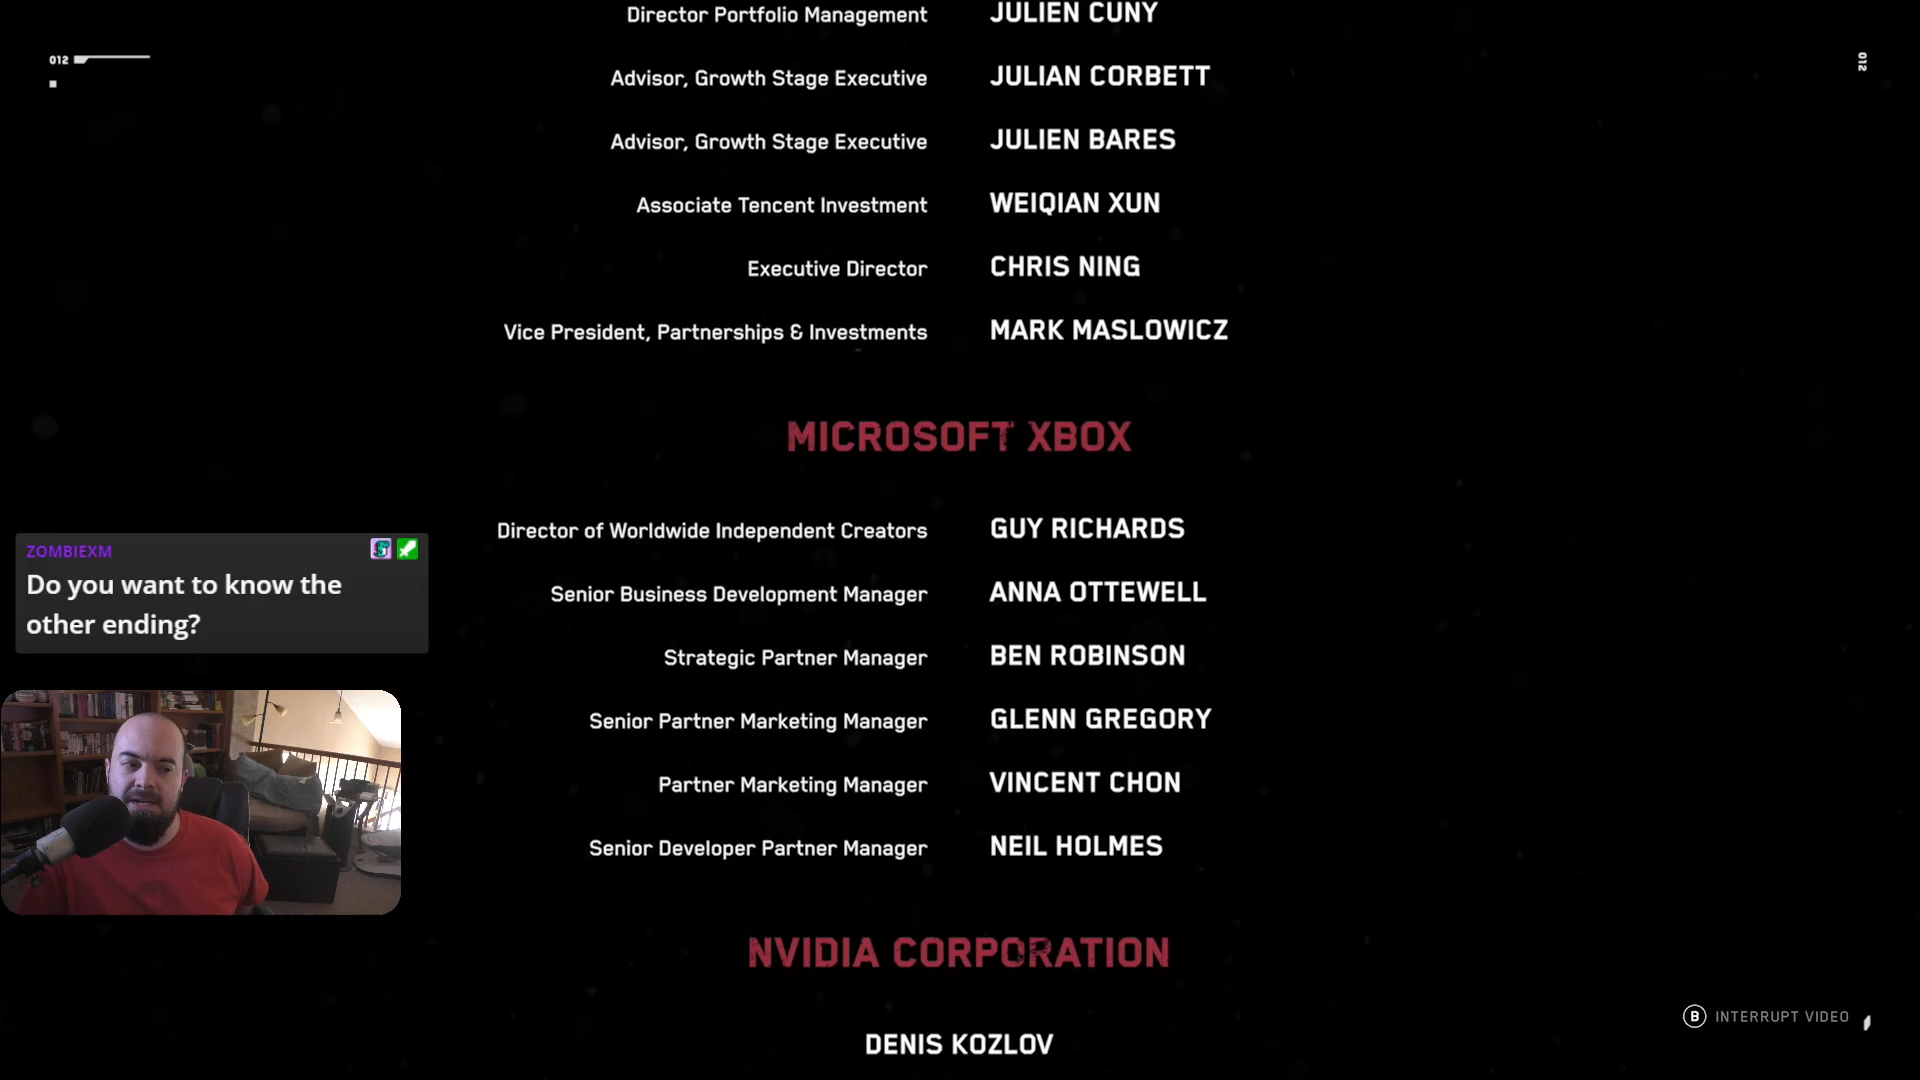 Director Portfolio Management JULIEN CUNY
012
012
Advisor, Growth Stage Executive JULIAN CORBETT
Advisor, Growth Stage Executive JULIEN BARES
Associate Tencent Investment WEIQIAN XUN
Executive Director CHRIS NING
Vice President, Partnerships & Investments MARK MASLOWICZ
MICROSOFT XBOX
Director of Worldwide Independent Creators GUY RICHARDS
ZOMBIEXM
Do you want to know the
other ending?
Senior Business Development Manager ANNA OTTEWELL
Strategic Partner Manager BEN ROBINSON
Senior Partner Marketing Manager GLENN GREGORY
Partner Marketing Manager VINCENT CHON
Senior Developer Partner Manager NEIL HOLMES
NVIDIA CORPORATION
B INTERRUPT VIDEO
DENIS KOZLOV